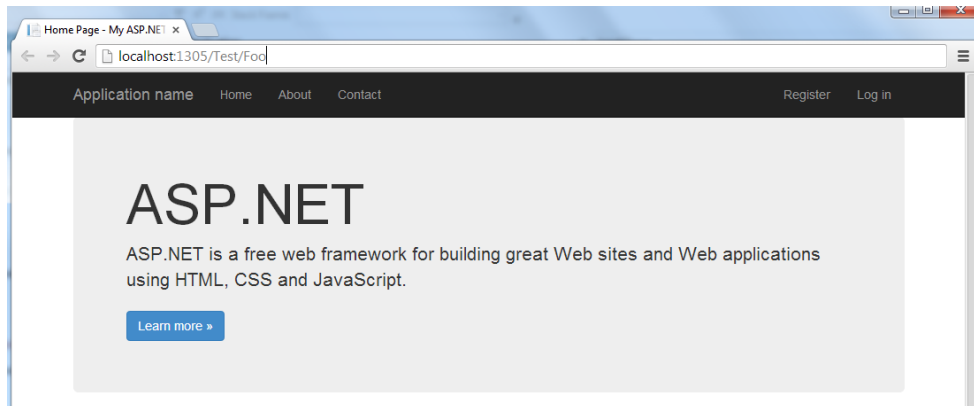 Home Page - My ASP.NET
localhost:1305/Test/Foo
Application name Home About Contact Register Log in
ASP.NET
ASP.NET is a free web framework for building great Web sites and Web applications
using HTML, CSS and JavaScript.
Learn more »